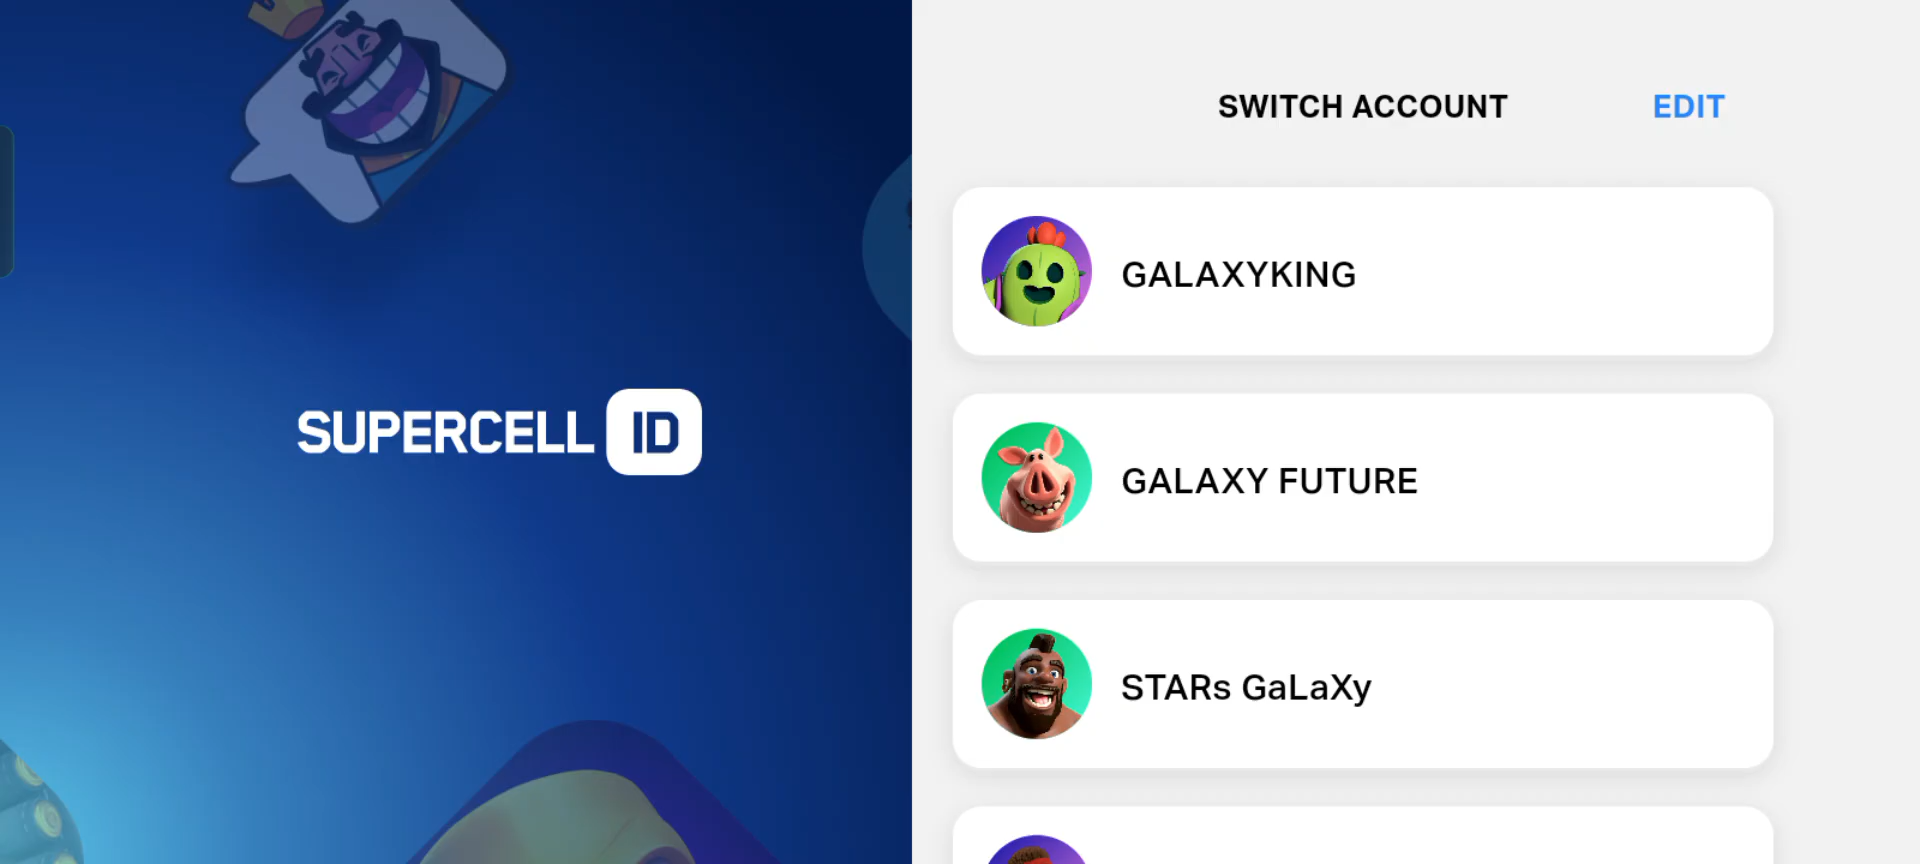 SUPERCELL ID
SWITCH ACCOUNT
EDIT
GALAXYKING
GALAXY FUTURE
STARs GaLaXy